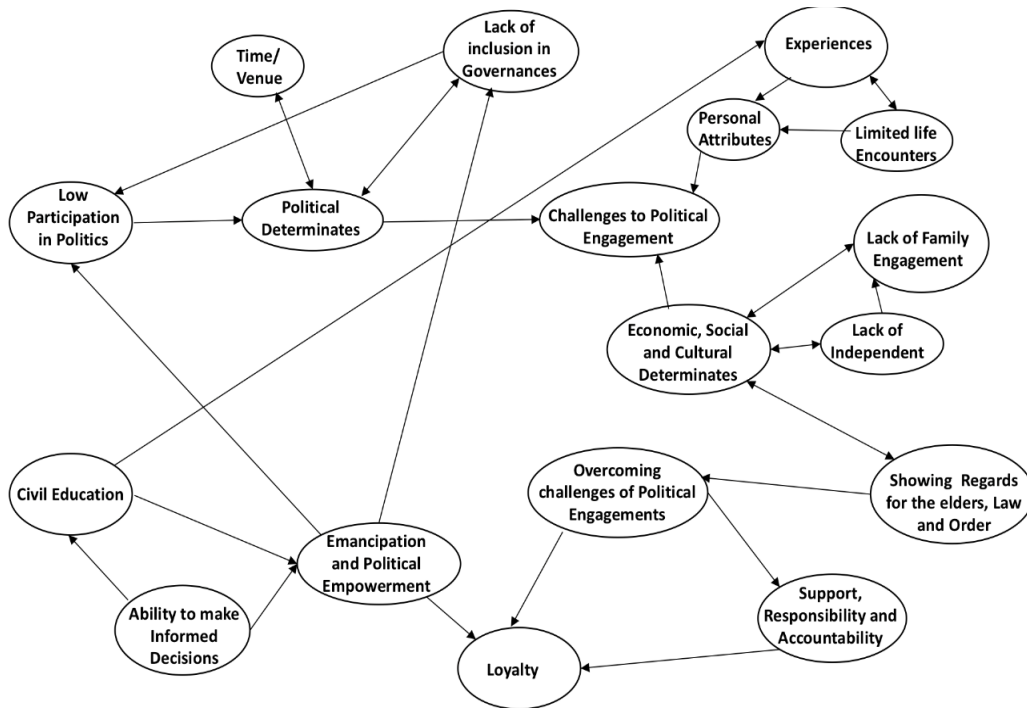 Time/
Venue
Lack of
inclusion in
Governances
Experiences
Personal
Attributes
Limited life
Encounters
Low
Participation
in Politics
Political
Determinates
Challenges to Political
Engagement
Lack of Family
Engagement
Economic, Social
and Cultural
Determinates
Lack of
Independent
Civil Education
Overcoming
challenges of Political
Engagements
Showing Regards
for the elders, Law
and Order
Emancipation
and Political
Empowerment
Ability to make
Informed
Decisions
Support,
Responsibility and
Accountability
Loyalty